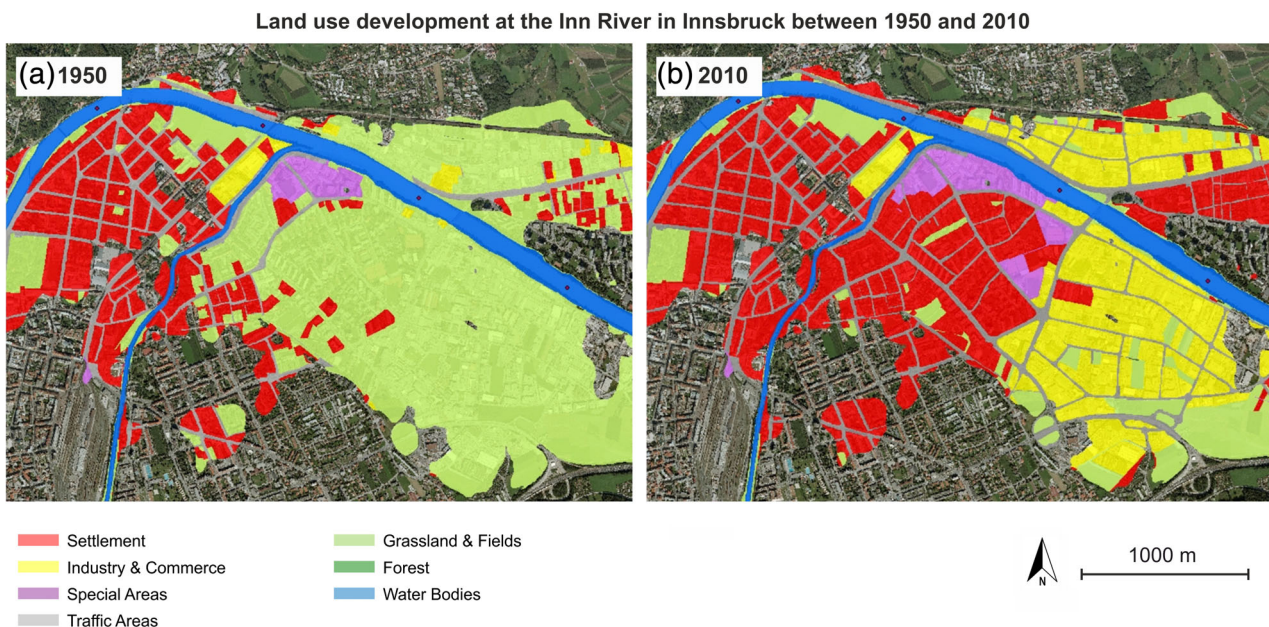 Land use development at the Inn River in Innsbruck between 1950 and 2010
(a) 1950
(b) 2010
Settlement
Industry & Commerce
Special Areas
Traffic Areas
Grassland & Fields
Forest
Water Bodies
N
1000 m